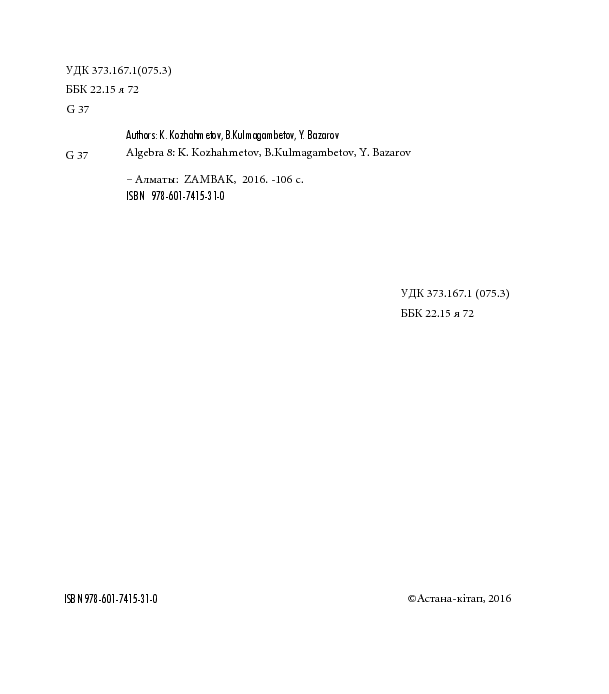 УДК 373.167.1(075.3)
ББК 22.15 я 72
G 37
Authors: K. Kozhahmetov, B.Kulmagambetov, Y. Bazarov
G 37
Algebra 8: K. Kozhahmetov, B.Kulmagambetov, Y. Bazarov
– Алматы: ZAMBAK, 2016. -106 с.
ISBN 978-601-7415-31-0
УДК 373.167.1 (075.3)
ББК 22.15 я 72
ISBN 978-601-7415-31-0
©Астана-кітап, 2016